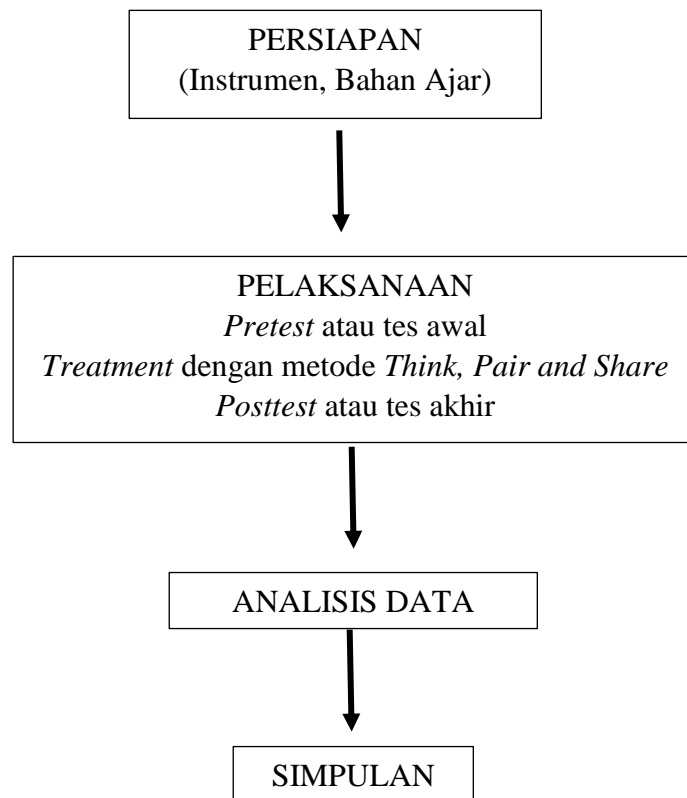 PERSIAPAN
(Instrumen, Bahan Ajar)
PELAKSANAAN
Pretest atau tes awal
Treatment dengan metode Think, Pair and Share
Posttest atau tes akhir
ANALISIS DATA
SIMPULAN